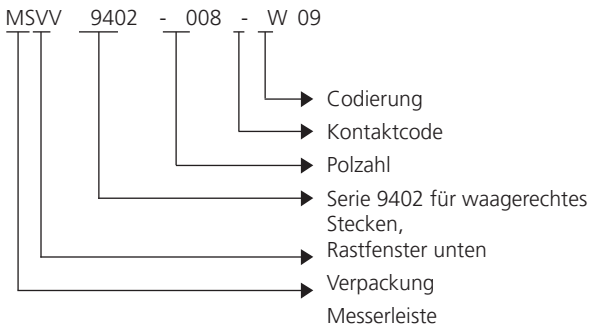 MSVV 9402 - 008 - W 09
Codierung
Kontaktcode
Polzahl
Serie 9402 für waagerechtes
Stecken,
Rastfenster unten
Verpackung
Messerleiste